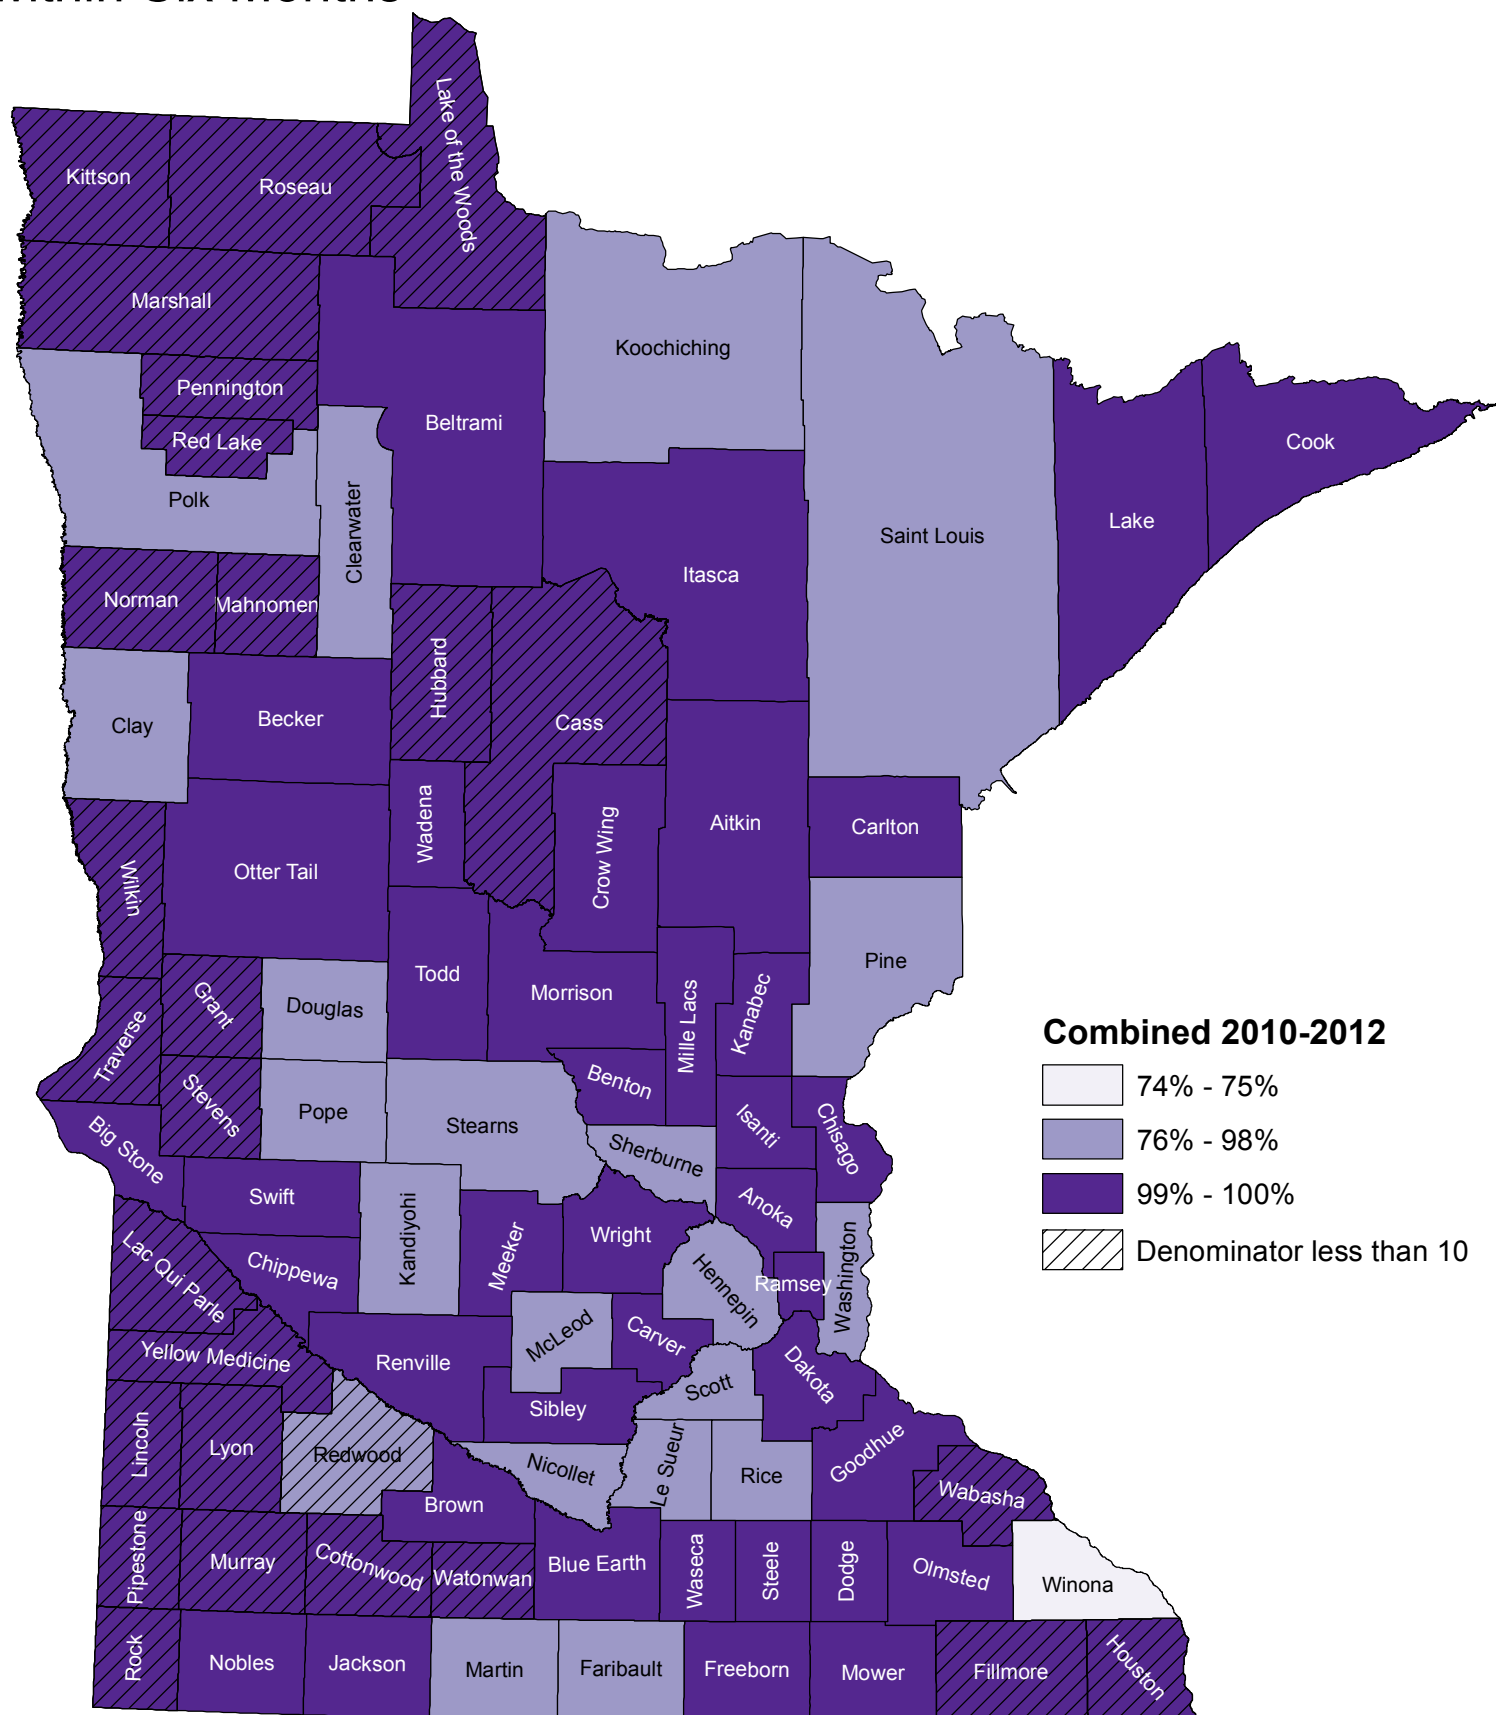 within Six Months
Lake of the Woods
Kittson
Roseau
Marshall
Koochiching
Pennington
Beltrami
Red Lake
Cook
Polk
Clearwater
Lake
Saint Louis
Itasca
Norman
Mahnomen
Hubbard
Cass
Clay
Becker
Wadena
Crow Wing
Aitkin
Carlton
Otter Tail
Wilkin
Pine
Todd
Morrison
Grant
Douglas
Mille Lacs
Kanabec
Traverse
Stevens
Pope
Stearns
Benton
Isanti
Chisago
Combined 2010-2012
74% - 75%
76% - 98%
99% - 100%
Denominator less than 10
Big Stone
Sherburne
Swift
Kandiyohi
Meeker
Wright
Anoka
Washington
Lac Qui Parle
Chippewa
Hennepin
Ramsey
McLeod
Carver
Yellow Medicine
Renville
Dakota
Scott
Sibley
Lincoln
Lyon
Redwood
Nicollet
Le Sueur
Rice
Goodhue
Wabasha
Brown
Pipestone
Murray
Cottonwood
Watonwan
Blue Earth
Waseca
Steele
Dodge
Olmsted
Winona
Rock
Nobles
Jackson
Martin
Faribault
Freeborn
Mower
Fillmore
Houston